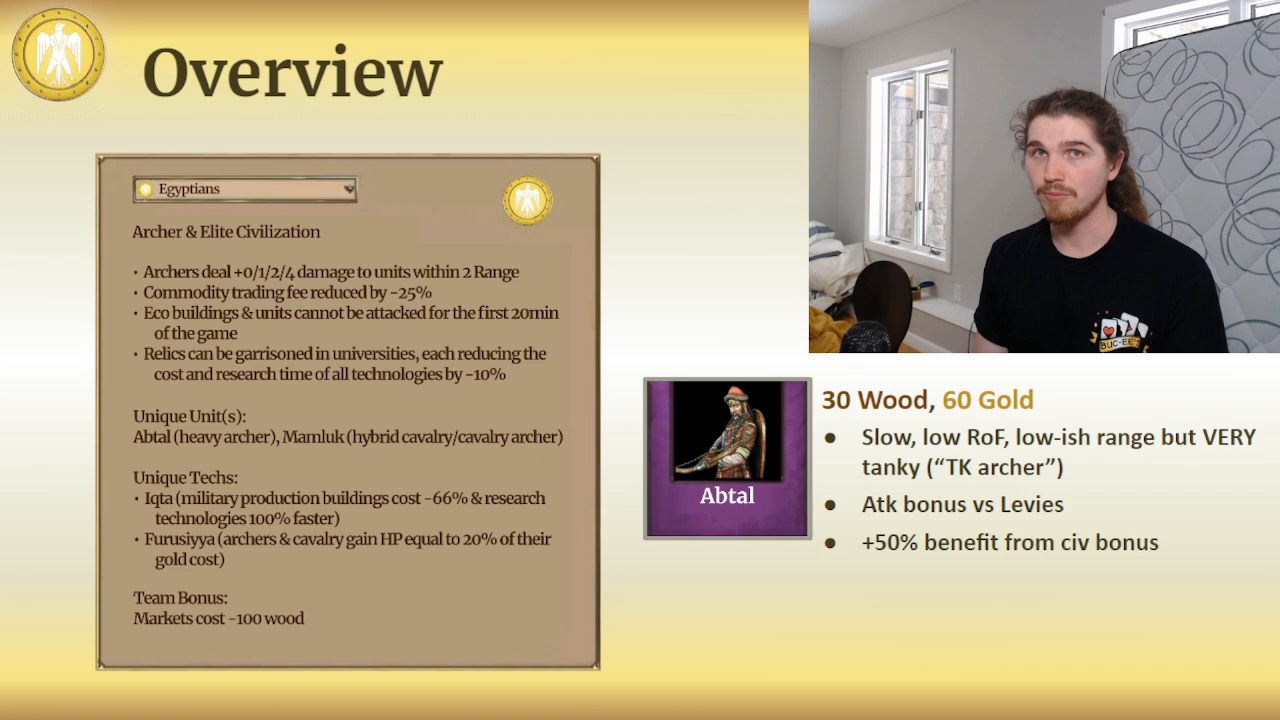 Overview
Egyptians
Archer & Elite Civilization
· Archers deal +0/1/2/4 damage to units within 2 Range
· Commodity trading fee reduced by -25%
· Eco buildings & units cannot be attacked for the first 20min
of the game
· Relics can be garrisoned in universities, each reducing the
cost and research time of all technologies by -10%
Unique Unit(s):
Abtal (heavy archer), Mamluk (hybrid cavalry/cavalry archer)
Unique Techs:
· Iqta (military production buildings cost -66% & research
technologies 100% faster)
· Furusiyya (archers & cavalry gain HP equal to 20% of their
gold cost)
Team Bonus:
Markets cost -100 wood
BUC-EE'S
Abtal
30 Wood, 60 Gold
● Slow, low RoF, low-ish range but VERY
tanky (“TK archer”)
● Atk bonus vs Levies
● +50% benefit from civ bonus